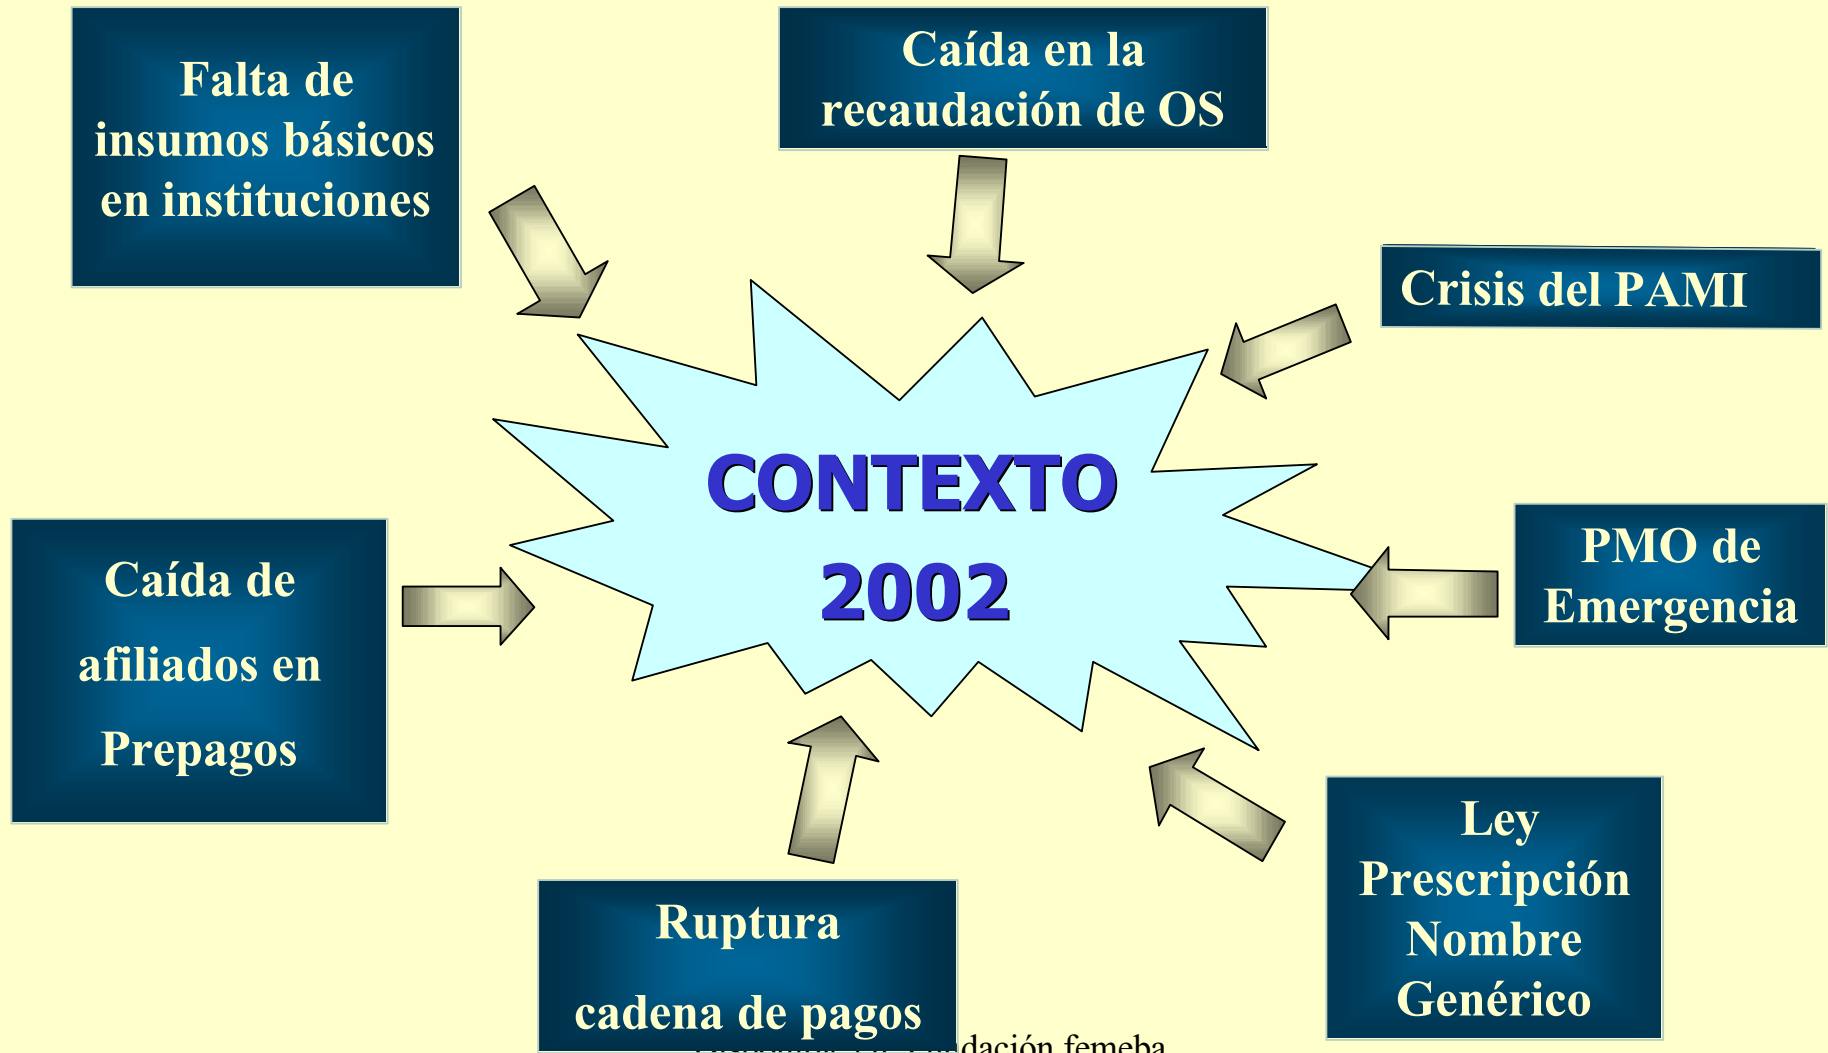 Falta de
insumos básicos
en instituciones
Caída en la
recaudación de OS
Crisis del PAMI
CONTEXTO
2002
PMO de
Emergencia
Caída de
afiliados en
Prepagos
Ley
Prescripción
Nombre
Genérico
Ruptura
cadena de pagos
femeba